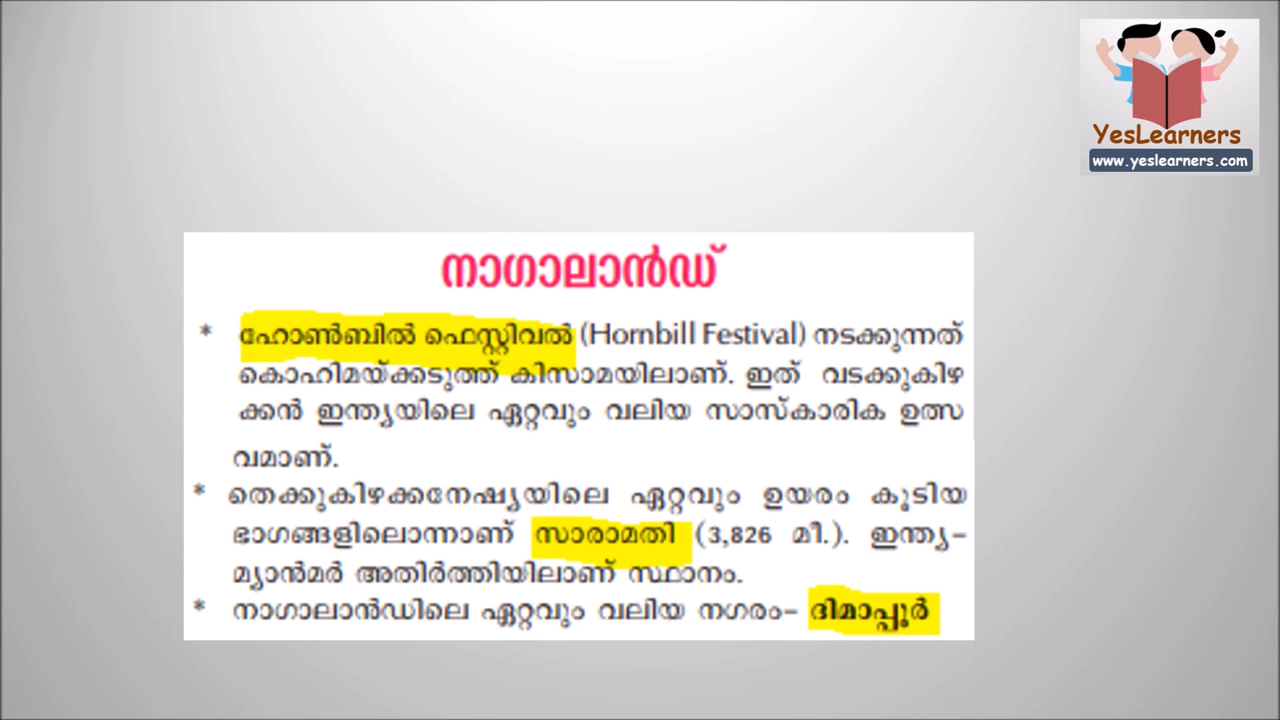 YesLearners
www.yeslearners.com
നാഗാലാൻഡ്
* ഹോൺബിൽ ഫെസ്റ്റിവൽ (Hornbill Festival) നടക്കുന്നത്
കൊഹിമയ്ക്കടുത്ത് കിസാമയിലാണ്. ഇത് വടക്കുകിഴ
ക്കൻ ഇന്ത്യയിലെ ഏറ്റവും വലിയ സാസ്കാരിക ഉത്സ
വമാണ്.
* തെക്കുകിഴക്കനേഷ്യയിലെ ഏറ്റവും ഉയരം കൂടിയ
ഭാഗങ്ങളിലൊന്നാണ് സാരാമതി (3,826 മീ.). ഇന്ത്യ-
മ്യാൻമർ അതിർത്തിയിലാണ് സ്ഥാനം.
* നാഗാലാൻഡിലെ ഏറ്റവും വലിയ നഗരം- ദിമാപ്പൂർ